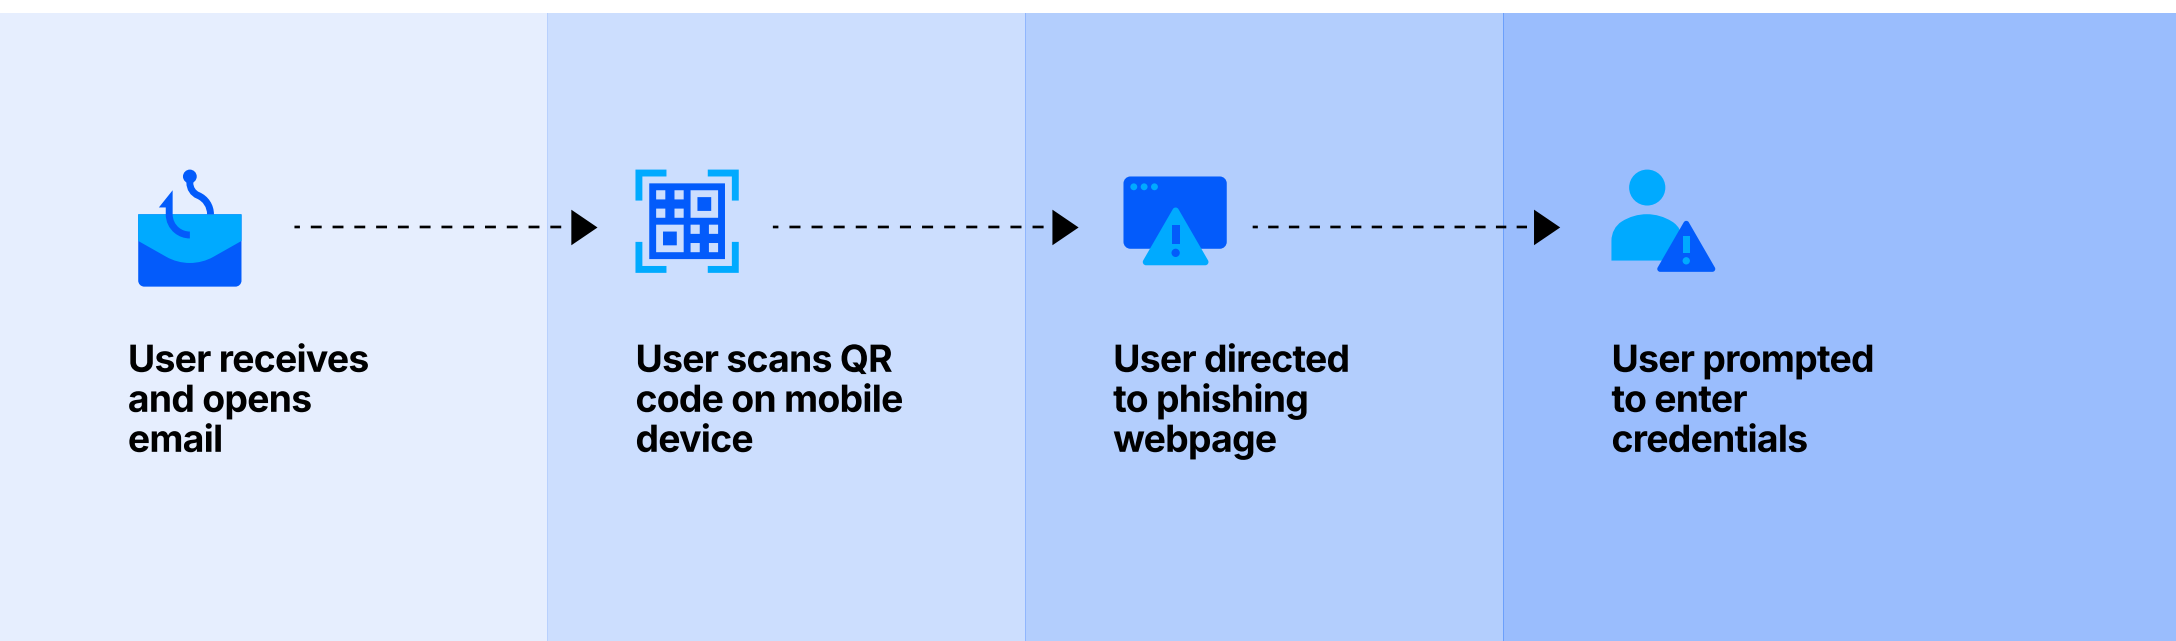 User receives
and opens
email
User scans QR
code on mobile
device
User directed
to phishing
webpage
User prompted
to enter
credentials